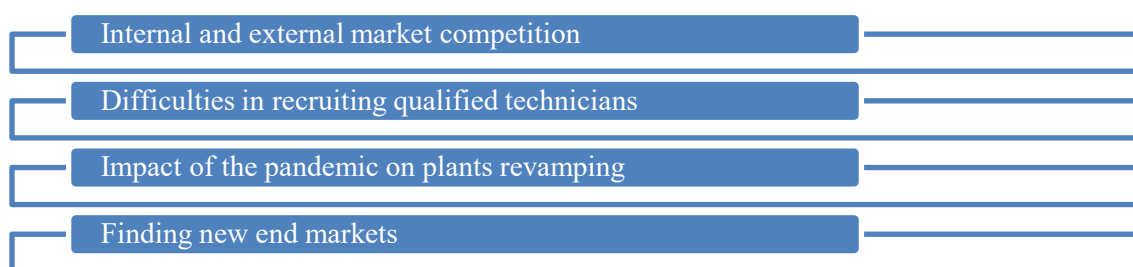 Internal and external market competition
Difficulties in recruiting qualified technicians
Impact of the pandemic on plants revamping
Finding new end markets